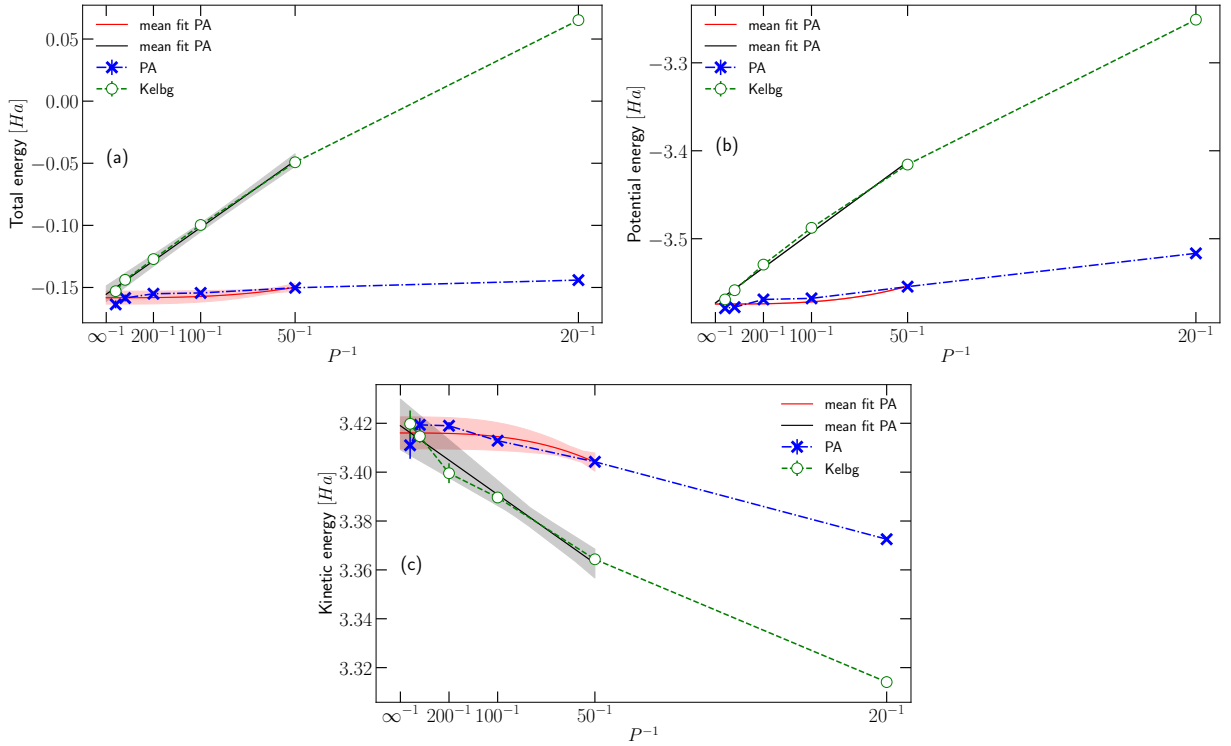 Total energy [Ha]
0.05
0.00
−0.05
−0.10
−0.15
mean fit PA
mean fit PA
PA
Kelbg
(a)
∞⁻¹ 200⁻¹ 100⁻¹ 50⁻¹ 20⁻¹
P⁻¹
Potential energy [Ha]
−3.3
−3.4
−3.5
mean fit PA
mean fit PA
PA
Kelbg
(b)
∞⁻¹ 200⁻¹ 100⁻¹ 50⁻¹ 20⁻¹
P⁻¹
Kinetic energy [Ha]
3.42
3.40
3.38
3.36
3.34
3.32
mean fit PA
mean fit PA
PA
Kelbg
(c)
∞⁻¹ 200⁻¹ 100⁻¹ 50⁻¹ 20⁻¹
P⁻¹